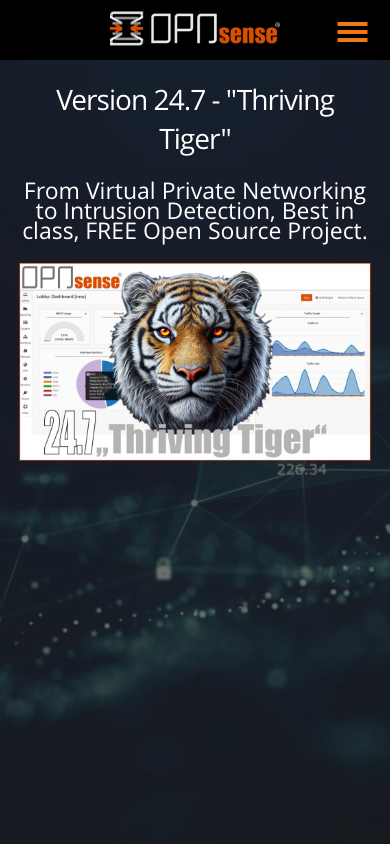 OPNsense
Version 24.7 - "Thriving
Tiger"
From Virtual Private Networking
to Intrusion Detection, Best in
class, FREE Open Source Project.
OPNsense
Lobby: Dashboard [new]
24.7 „Thriving Tiger“
226.34